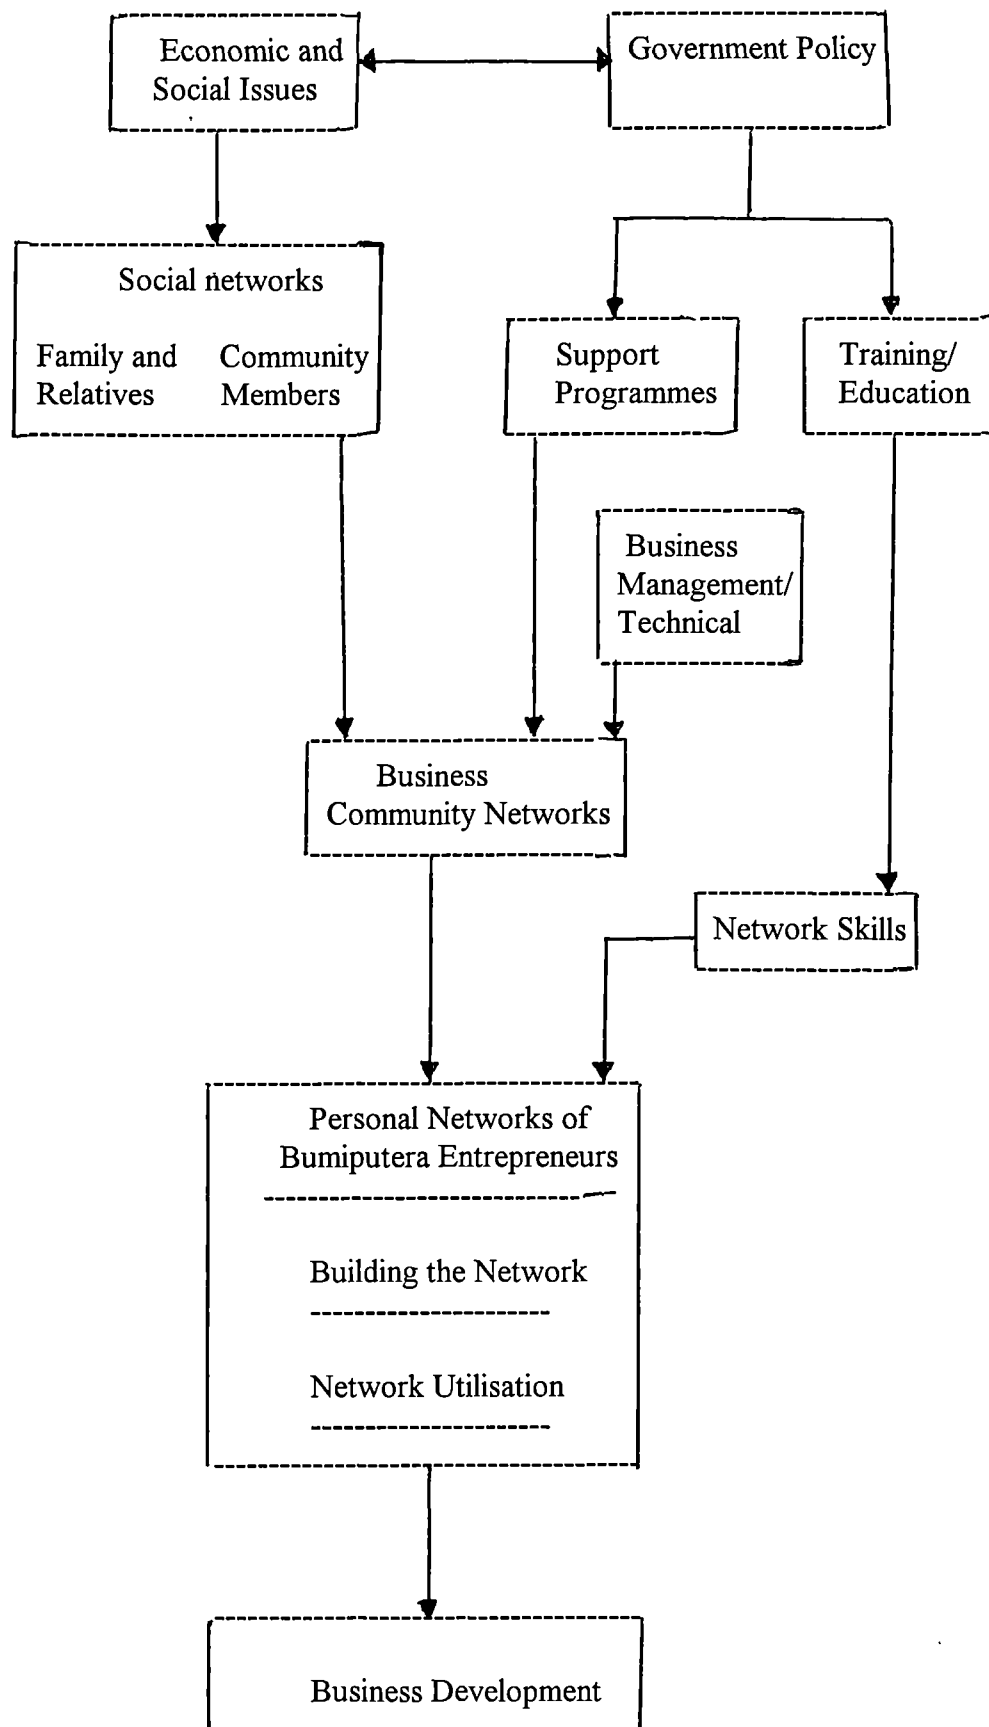 Economic and
Social Issues
Government Policy
Social networks
Family and
Relatives
Community
Members
Support
Programmes
Training/
Education
Business
Management/
Technical
Business
Community Networks
Network Skills
Personal Networks of
Bumiputera Entrepreneurs
Building the Network
Network Utilisation
Business Development